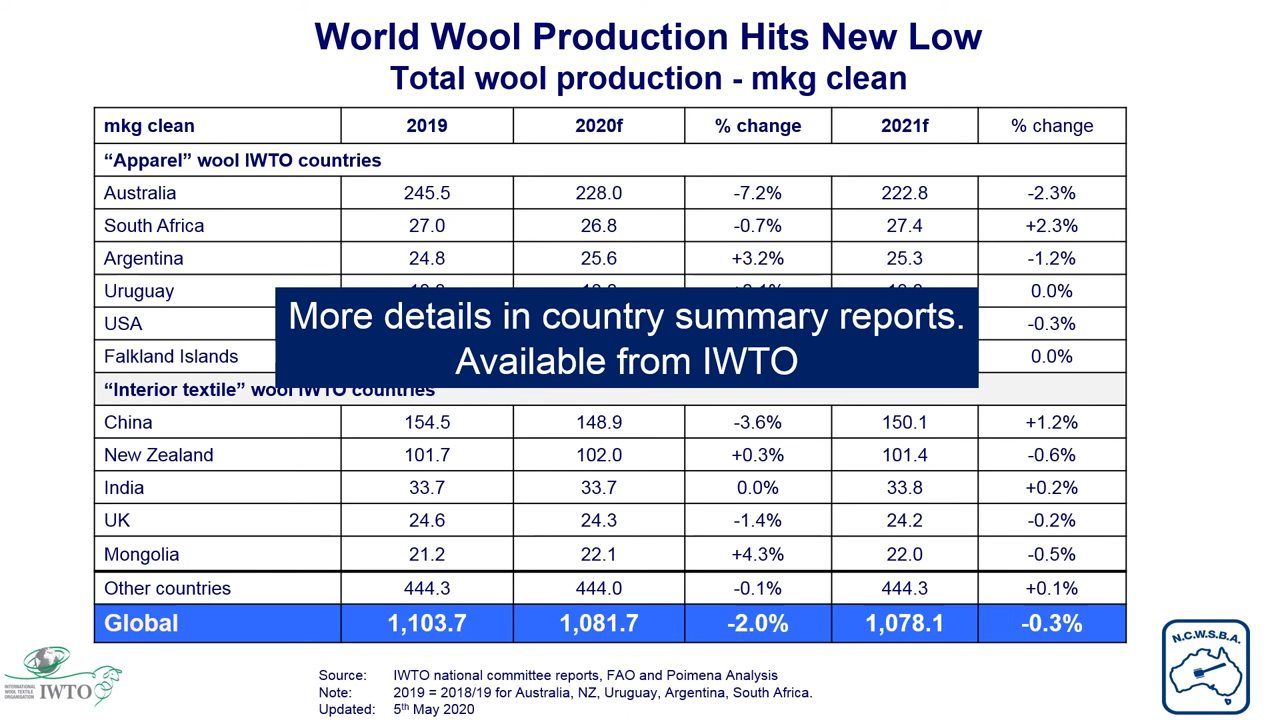 World Wool Production Hits New Low
Total wool production - mkg clean
mkg clean 2019 2020f % change 2021f % change
“Apparel” wool IWTO countries
Australia 245.5 228.0 -7.2% 222.8 -2.3%
South Africa 27.0 26.8 -0.7% 27.4 +2.3%
Argentina 24.8 25.6 +3.2% 25.3 -1.2%
Uruguay 0.0%
USA -0.3%
Falkland Islands 0.0%
More details in country summary reports.
Available from IWTO
“Interior textile” wool IWTO countries
China 154.5 148.9 -3.6% 150.1 +1.2%
New Zealand 101.7 102.0 +0.3% 101.4 -0.6%
India 33.7 33.7 0.0% 33.8 +0.2%
UK 24.6 24.3 -1.4% 24.2 -0.2%
Mongolia 21.2 22.1 +4.3% 22.0 -0.5%
Other countries 444.3 444.0 -0.1% 444.3 +0.1%
Global 1,103.7 1,081.7 -2.0% 1,078.1 -0.3%
Source: IWTO national committee reports, FAO and Poimena Analysis
Note: 2019 = 2018/19 for Australia, NZ, Uruguay, Argentina, South Africa.
Updated: 5th May 2020
INTERNATIONAL
WOOL TEXTILE
ORGANISATION
IWTO
N.C.W.S.B.A.